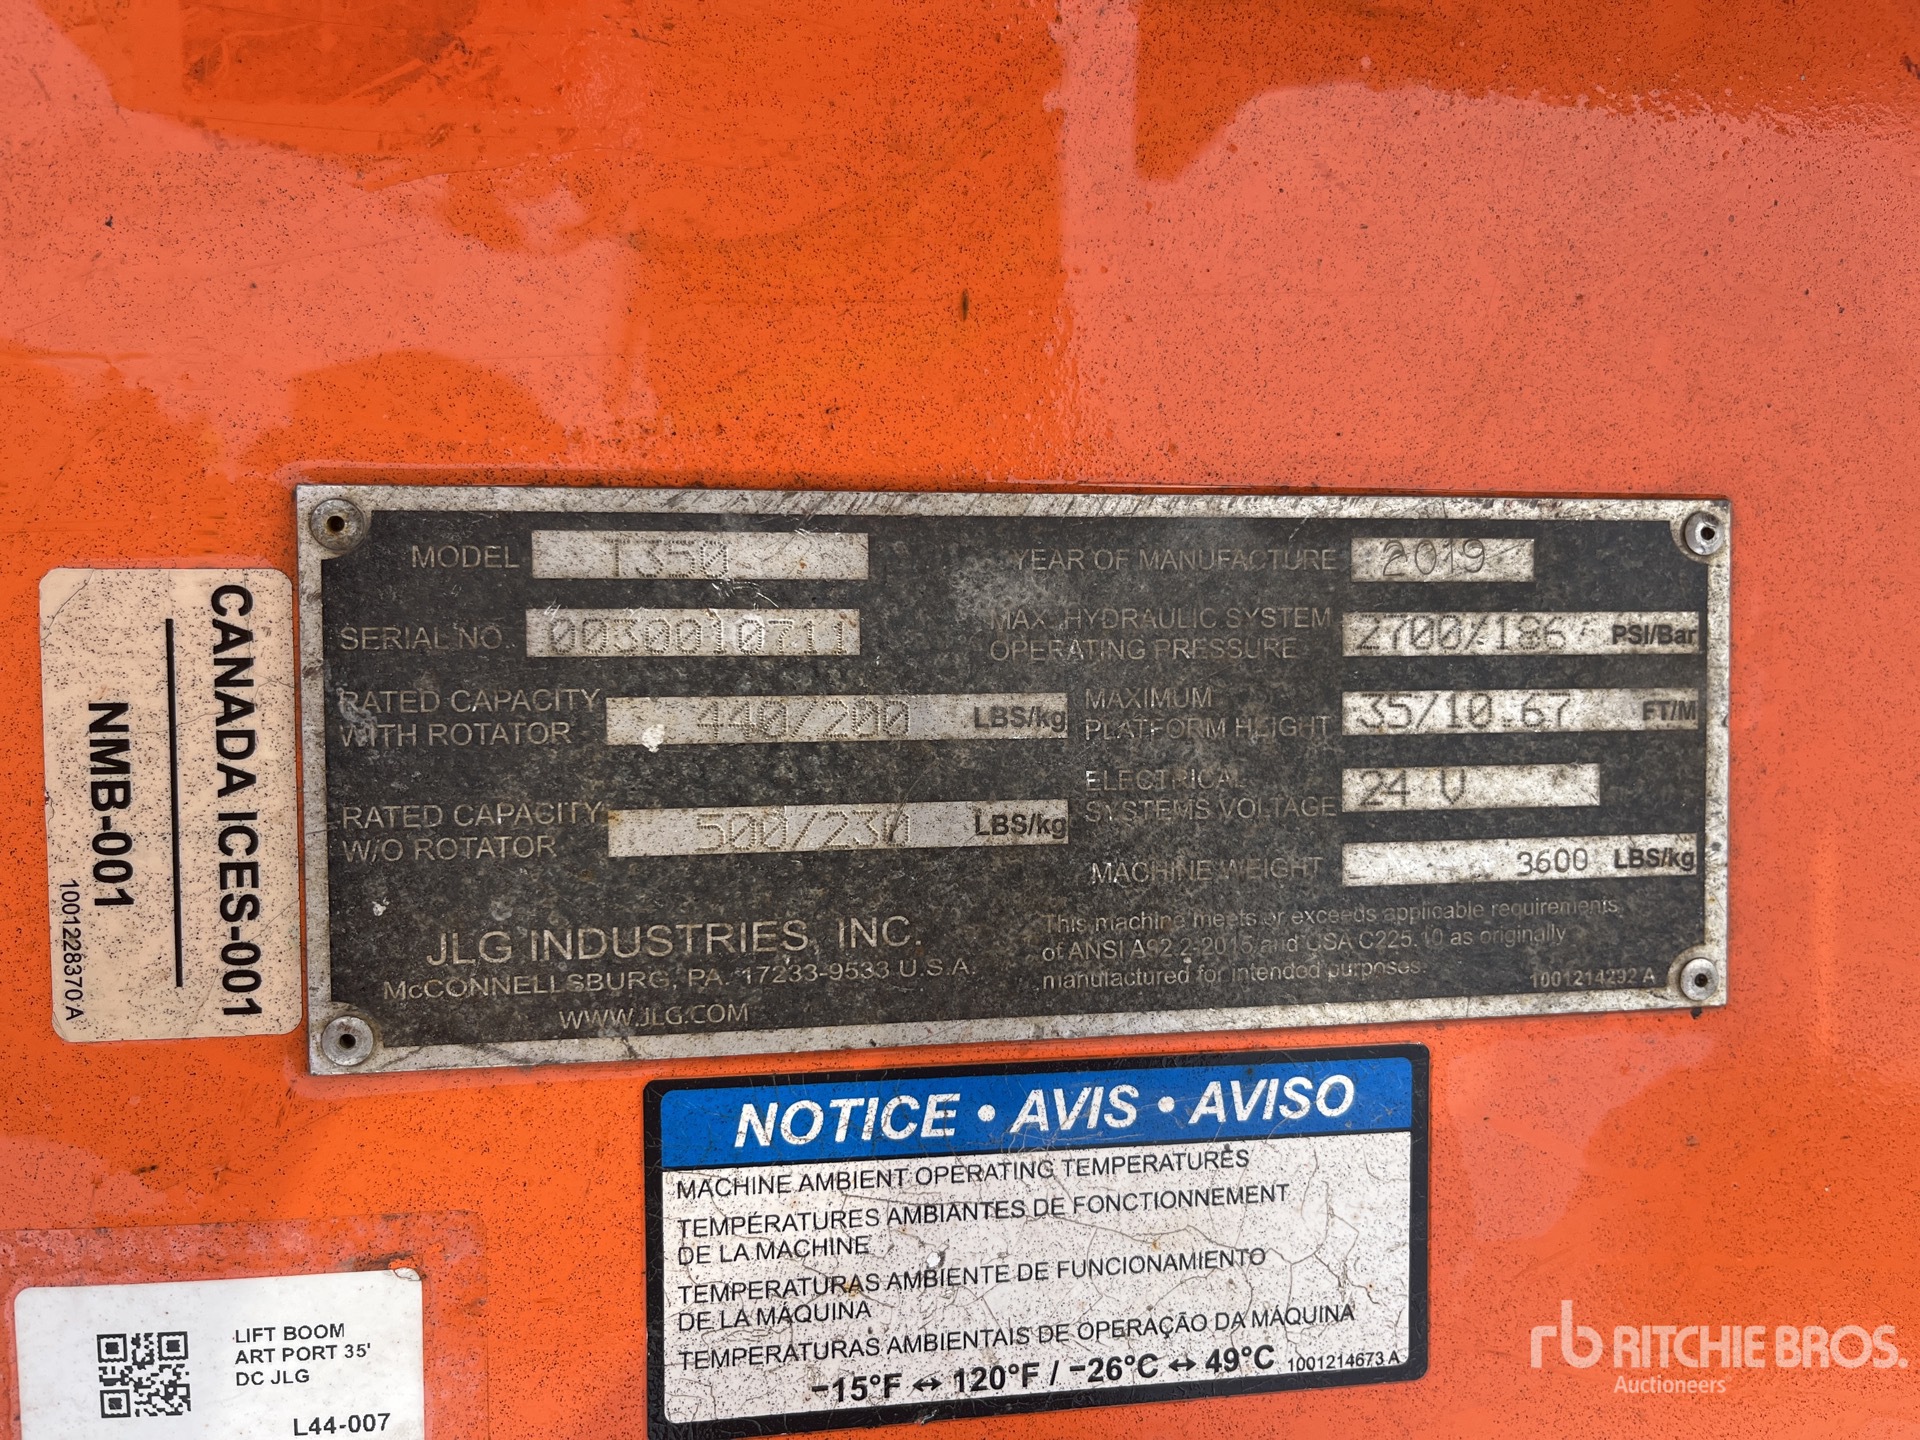 MODEL T350
SERIAL NO. 0030010711
RATED CAPACITY
WITH ROTATOR 440/200 LBS/kg
RATED CAPACITY
W/O ROTATOR 500/230 LBS/kg
JLG INDUSTRIES, INC.
McCONNELLSBURG, PA. 17233-9533 U.S.A.
WWW.JLG.COM
YEAR OF MANUFACTURE 2019
MAX. HYDRAULIC SYSTEM
OPERATING PRESSURE 2700/186 PSI/Bar
MAXIMUM
PLATFORM HEIGHT 35/10.67 FT/M
ELECTRICAL
SYSTEMS VOLTAGE 24 V
MACHINE WEIGHT 3600 LBS/kg
This machine meets or exceeds applicable requirements
of ANSI A92.2-2015 and CSA C225.10 as originally
manufactured for intended purposes.
1001214292 A
CANADA ICES-001
NMB-001
1001228370 A
NOTICE • AVIS • AVISO
MACHINE AMBIENT OPERATING TEMPERATURES
TEMPÉRATURES AMBIANTES DE FONCTIONNEMENT
DE LA MACHINE
TEMPERATURAS AMBIENTE DE FUNCIONAMIENTO
DE LA MÁQUINA
TEMPERATURAS AMBIENTAIS DE OPERAÇÃO DA MÁQUINA
-15°F ↔ 120°F / -26°C ↔ 49°C 1001214673 A
LIFT BOOM
ART PORT 35'
DC JLG
L44-007
rb RITCHIE BROS.
Auctioneers